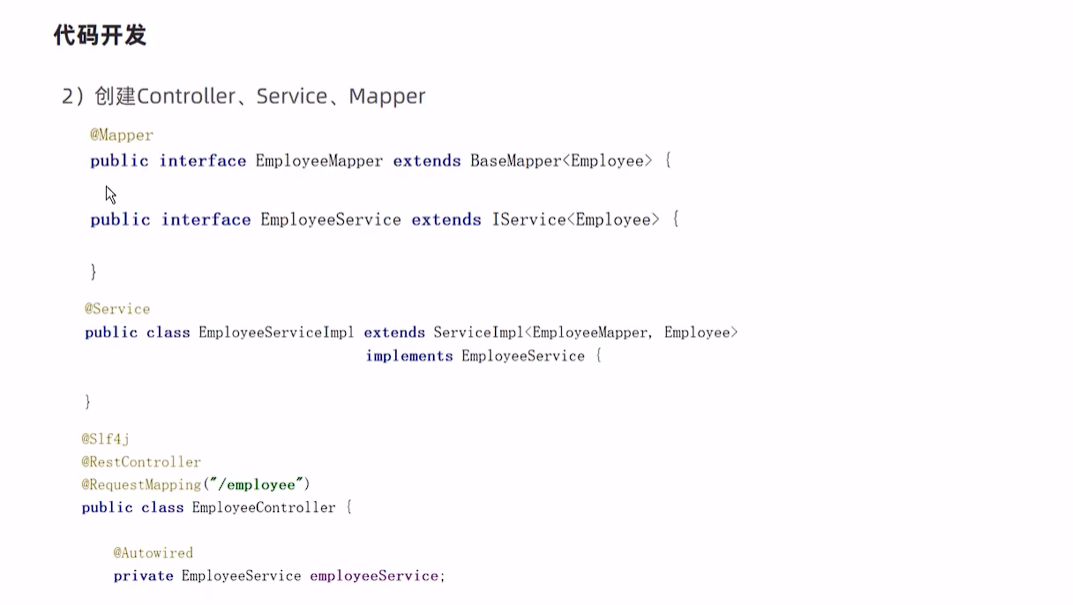 代码开发
2）创建Controller、Service、Mapper
@Mapper
public interface EmployeeMapper extends BaseMapper<Employee> {
public interface EmployeeService extends IService<Employee> {
}
@Service
public class EmployeeServiceImpl extends ServiceImpl<EmployeeMapper, Employee>
implements EmployeeService {
}
@Slf4j
@RestController
@RequestMapping("/employee")
public class EmployeeController {
@Autowired
private EmployeeService employeeService;